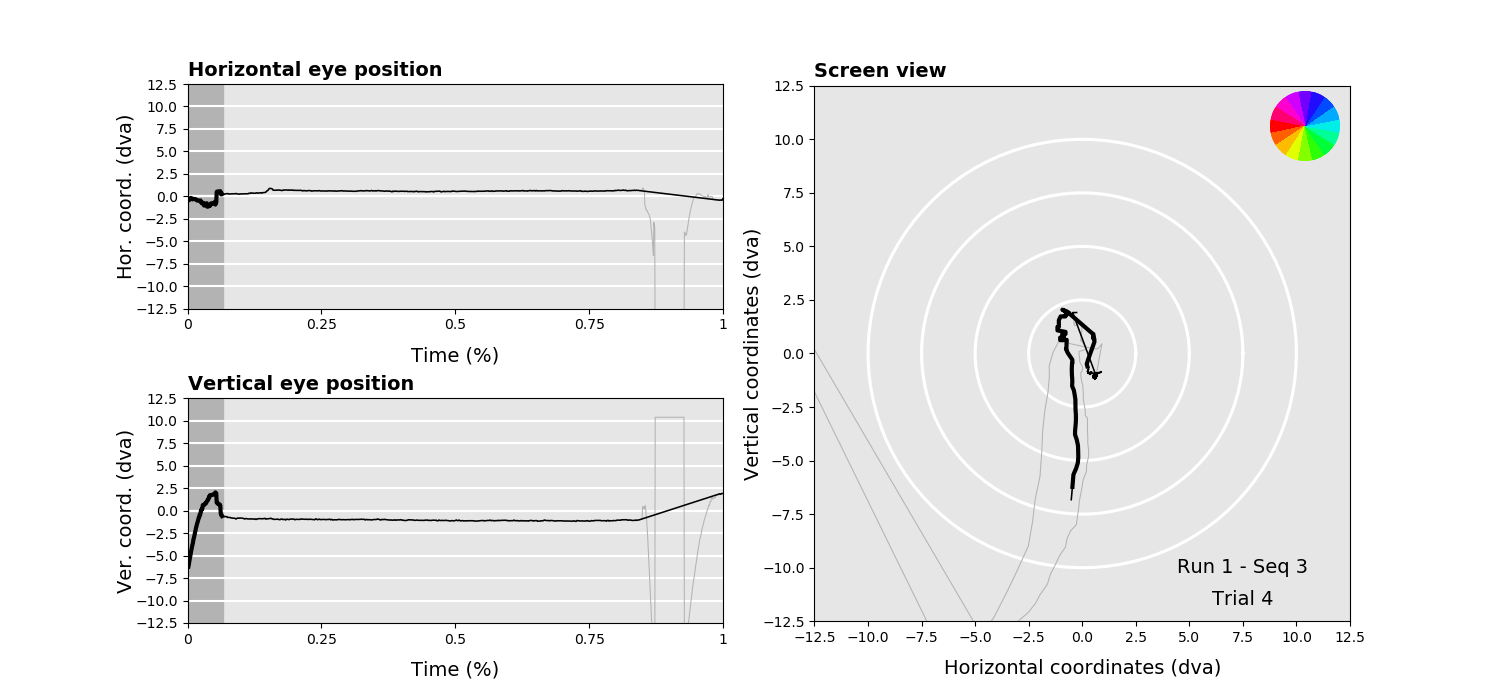 Horizontal eye position
Hor. coord. (dva)
12.5
10.0
7.5
5.0
2.5
0.0
−2.5
−5.0
−7.5
−10.0
−12.5
0 0.25 0.5 0.75 1
Time (%)
Vertical eye position
Ver. coord. (dva)
12.5
10.0
7.5
5.0
2.5
0.0
−2.5
−5.0
−7.5
−10.0
−12.5
0 0.25 0.5 0.75 1
Time (%)
Screen view
Vertical coordinates (dva)
12.5
10.0
7.5
5.0
2.5
0.0
−2.5
−5.0
−7.5
−10.0
−12.5
Run 1 - Seq 3
Trial 4
−12.5 −10.0 −7.5 −5.0 −2.5 0.0 2.5 5.0 7.5 10.0 12.5
Horizontal coordinates (dva)